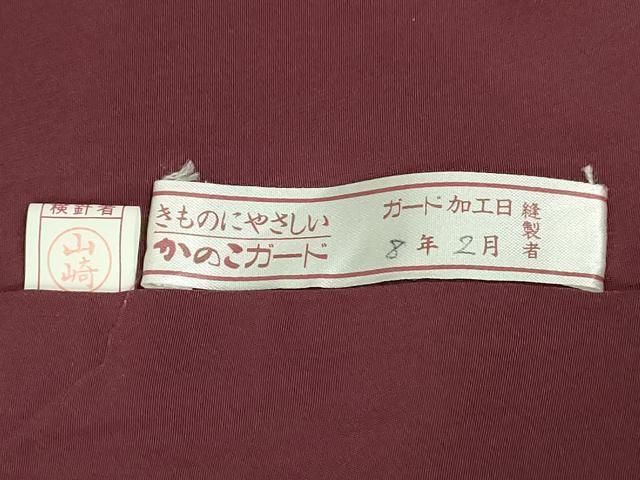 検針者
山崎
きものにやさしい
かのこガード
ガード加工日
8年2月
縫製者